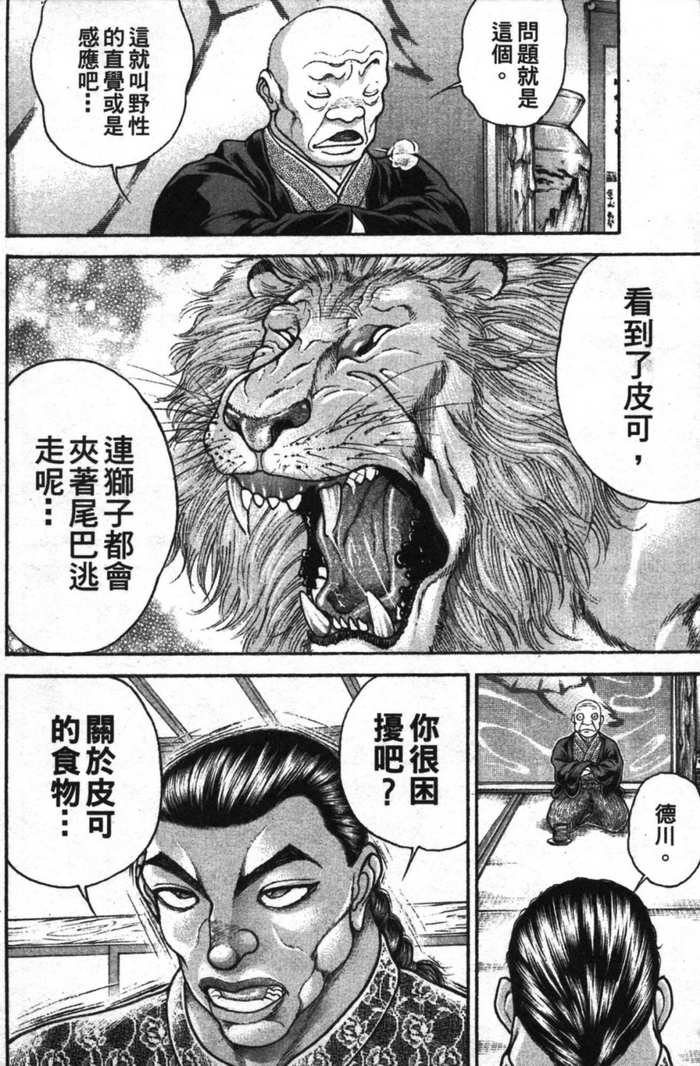 問題就是
這個。
這就叫野性
的直覺或是
感應吧…
看到了皮可，
連獅子都會
夾著尾巴逃
走呢…
德川。
你很困
擾吧？
關於皮可
的食物…